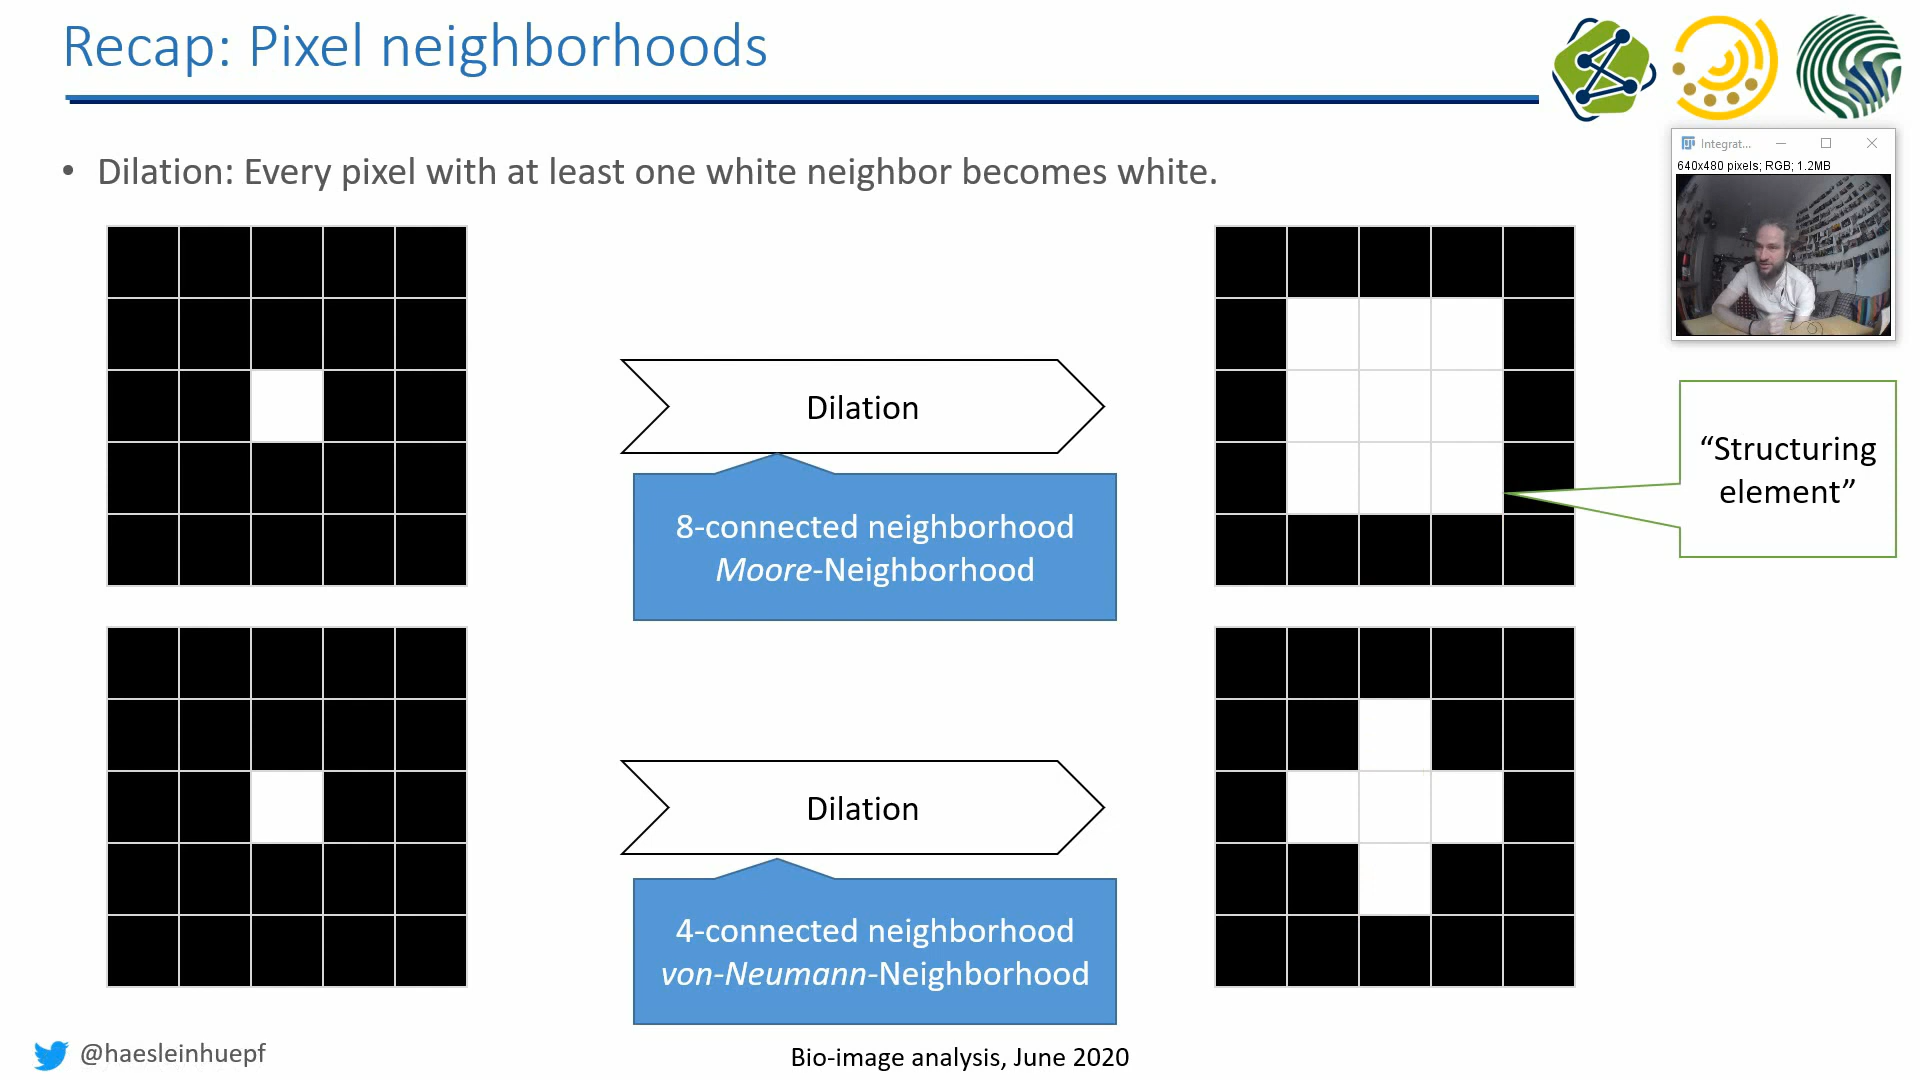 Recap: Pixel neighborhoods
• Dilation: Every pixel with at least one white neighbor becomes white.
Integrat...
640x480 pixels; RGB; 1.2MB
Dilation
8-connected neighborhood
Moore-Neighborhood
“Structuring
element”
Dilation
4-connected neighborhood
von-Neumann-Neighborhood
@haesleinhuepf
Bio-image analysis, June 2020